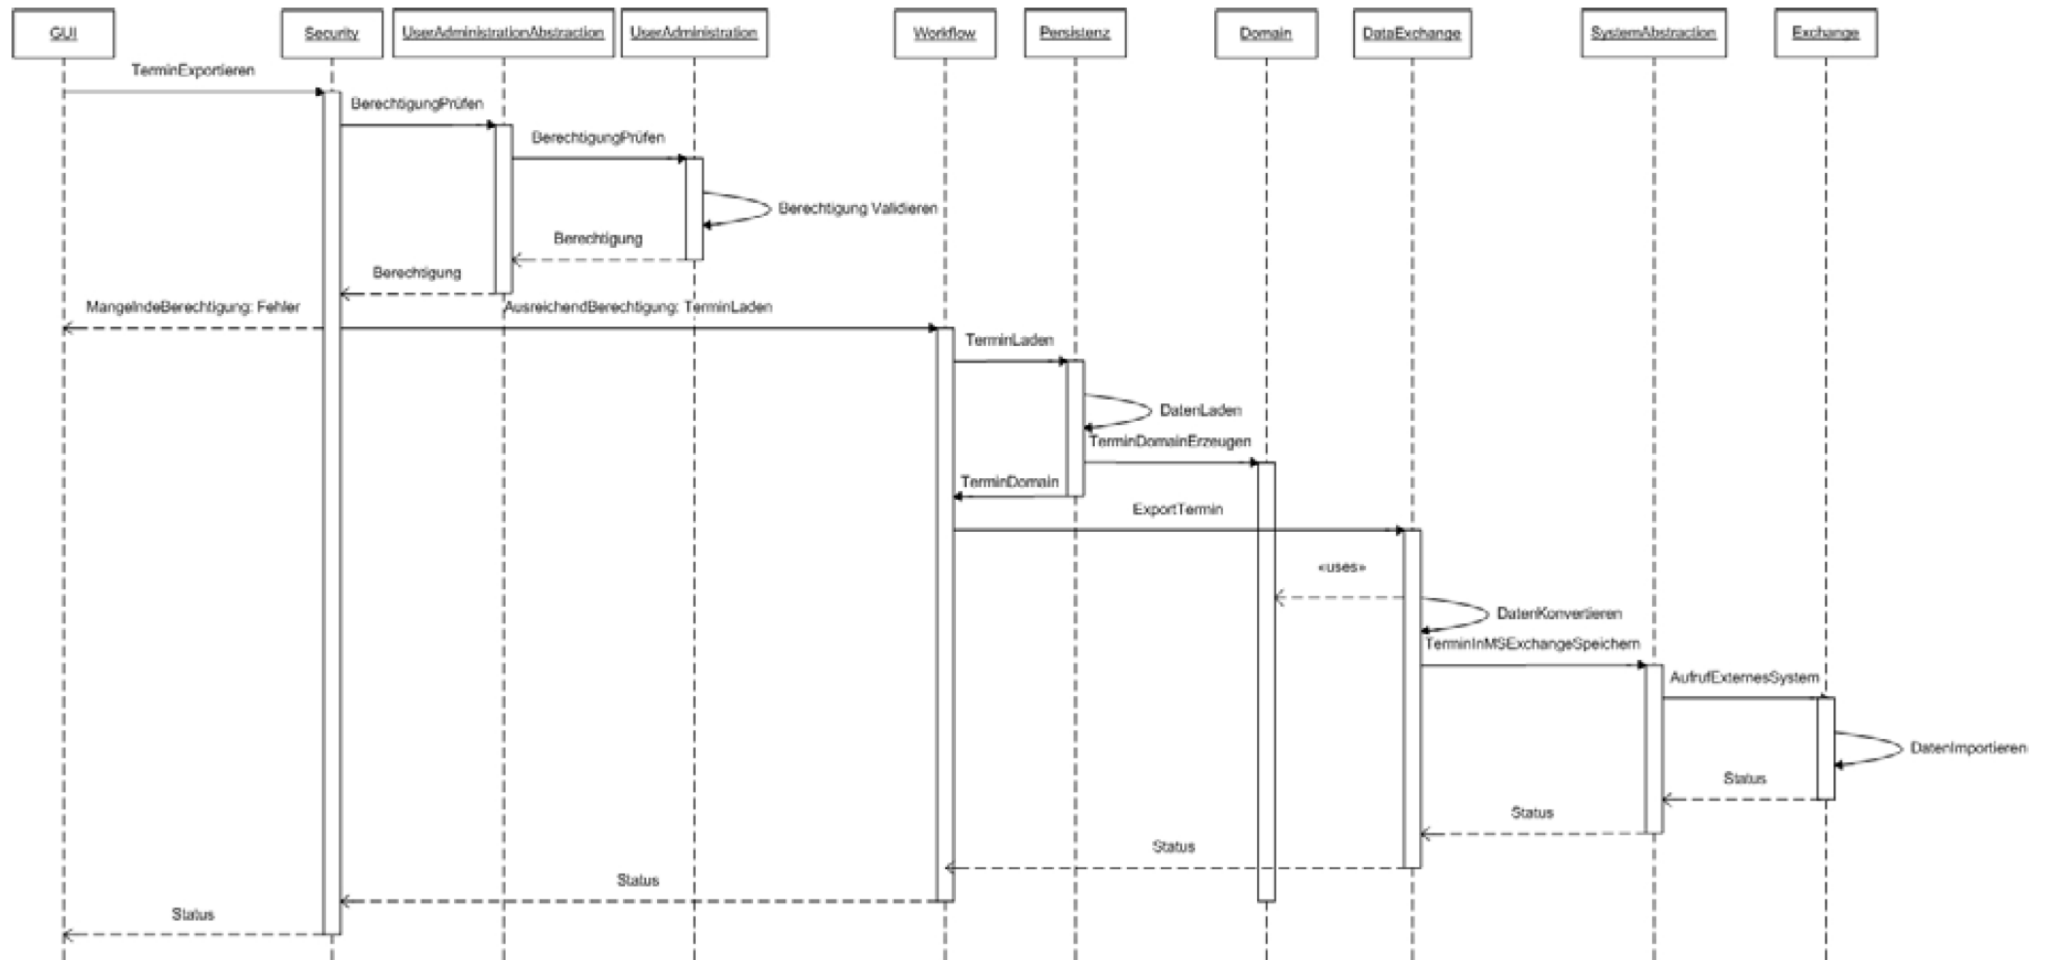 GUI
Security
UserAdministrationAbstraction
UserAdministration
Workflow
Persistenz
Domain
DataExchange
SystemAbstraction
Exchange
TerminExportieren
BerechtigungPrüfen
BerechtigungPrüfen
Berechtigung Validieren
Berechtigung
Berechtigung
MangelndeBerechtigung: Fehler
AusreichendBerechtigung: TerminLaden
TerminLaden
DatenLaden
TerminDomainErzeugen
TerminDomain
ExportTermin
«uses»
DatenKonvertieren
TerminInMSExchangeSpeichern
AufrufExternesSystem
DatenImportieren
Status
Status
Status
Status
Status